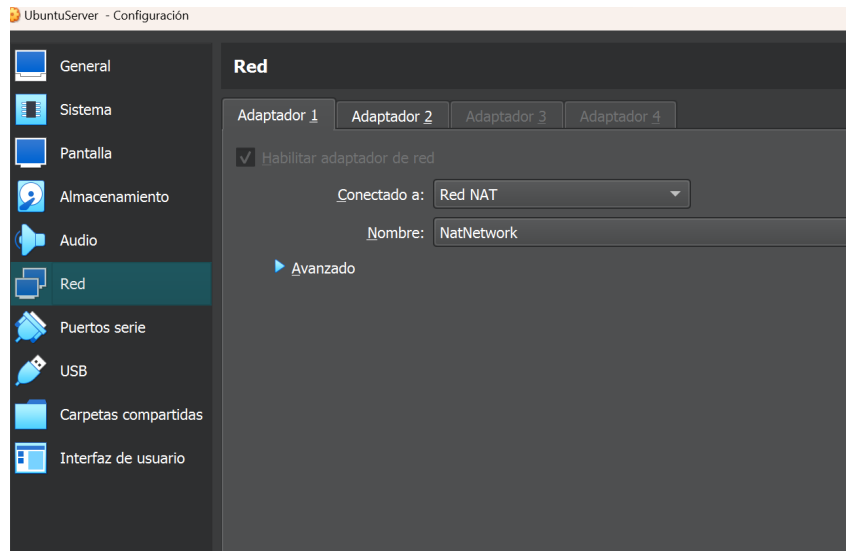 UbuntuServer - Configuración
General
Sistema
Pantalla
Almacenamiento
Audio
Red
Puertos serie
USB
Carpetas compartidas
Interfaz de usuario
Red
Adaptador 1 Adaptador 2 Adaptador 3 Adaptador 4
Habilitar adaptador de red
Conectado a: Red NAT
Nombre: NatNetwork
Avanzado